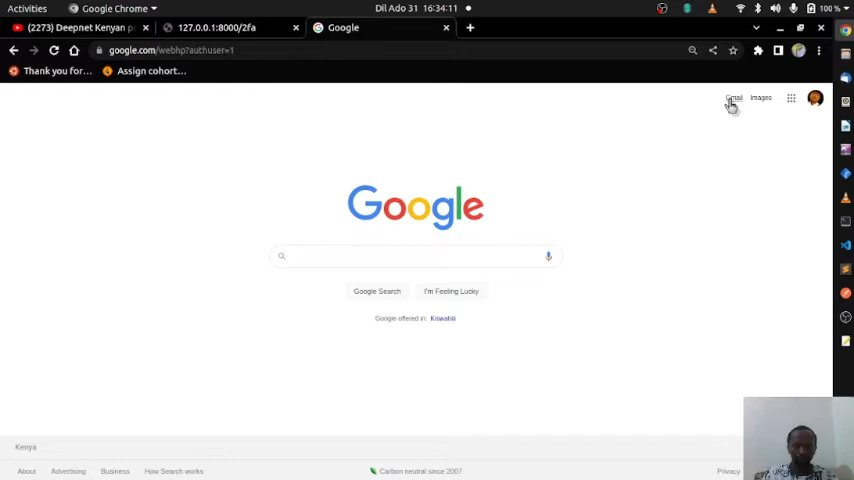 Activities Google Chrome Dil Ado 31 16:34:11 100 %
(2273) Deepnet Kenyan pr 127.0.0.1:8000/2fa Google
google.com/webhp?authuser=1
Thank you for... Assign cohort...
Gmail Images
Google
Google Search I'm Feeling Lucky
Google offered in: Kiswahili
Kenya
About Advertising Business How Search works Carbon neutral since 2007 Privacy